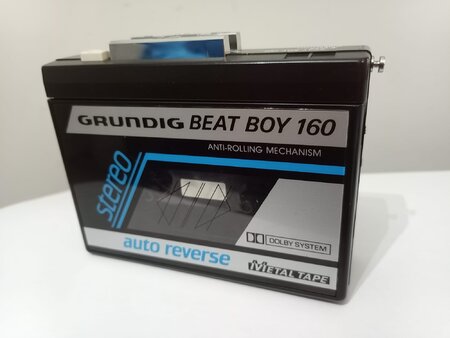 GRUNDIG BEAT BOY 160
ANTI-ROLLING MECHANISM
stereo
DOLBY SYSTEM
auto reverse
METAL TAPE